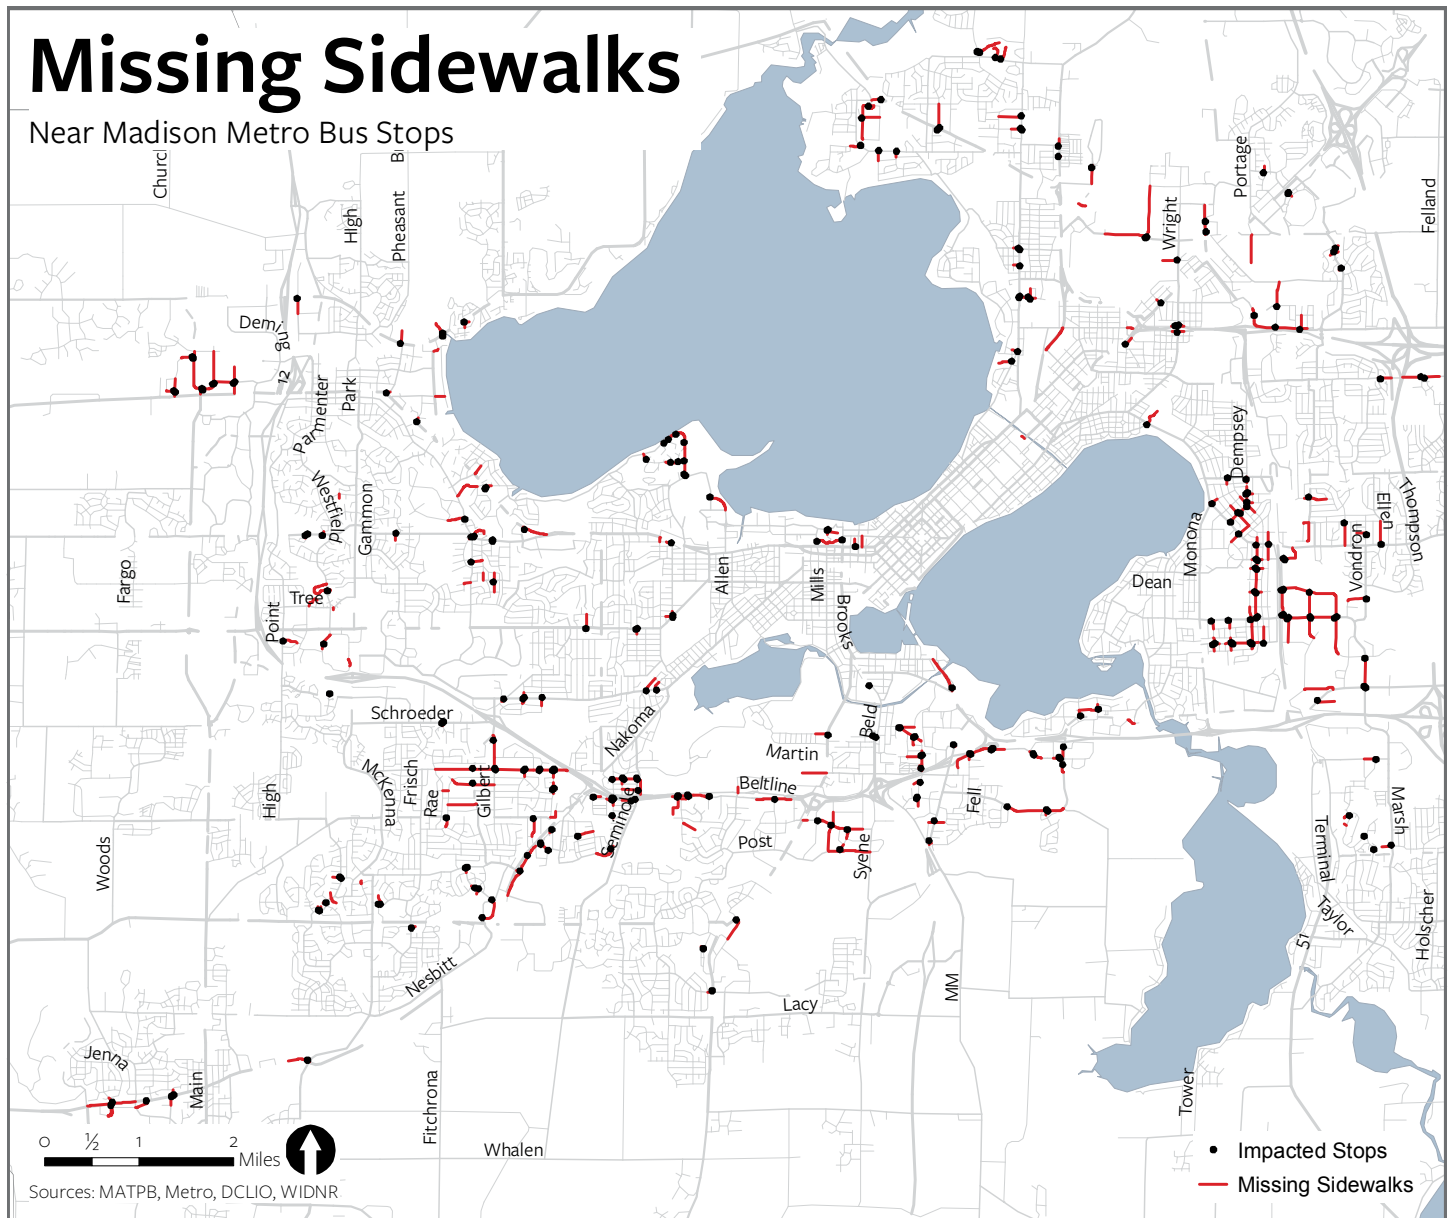 Missing Sidewalks
Near Madison Metro Bus Stops
Churc
High
Pheasant
B
Portage
Felland
Wright
Deming
12
Parmenter
Park
Westfield
Gammon
Dempsey
Ellen
Thompson
Monona
Vondron
Fargo
Point
Tree
Allen
Mills
Brooks
Dean
Schroeder
Nakoma
Beld
Martin
Beltline
McKenna
Frisch
Rae
Gilbert
High
Seminole
Fell
Marsh
Post
Syene
Terminal
Woods
Taylor
51
Holscher
Nesbitt
Lacy
MM
Jenna
Main
Fitchrona
Tower
Whalen
0 ½ 1 2
Miles
Sources: MATPB, Metro, DCLIO, WIDNR
Impacted Stops
Missing Sidewalks